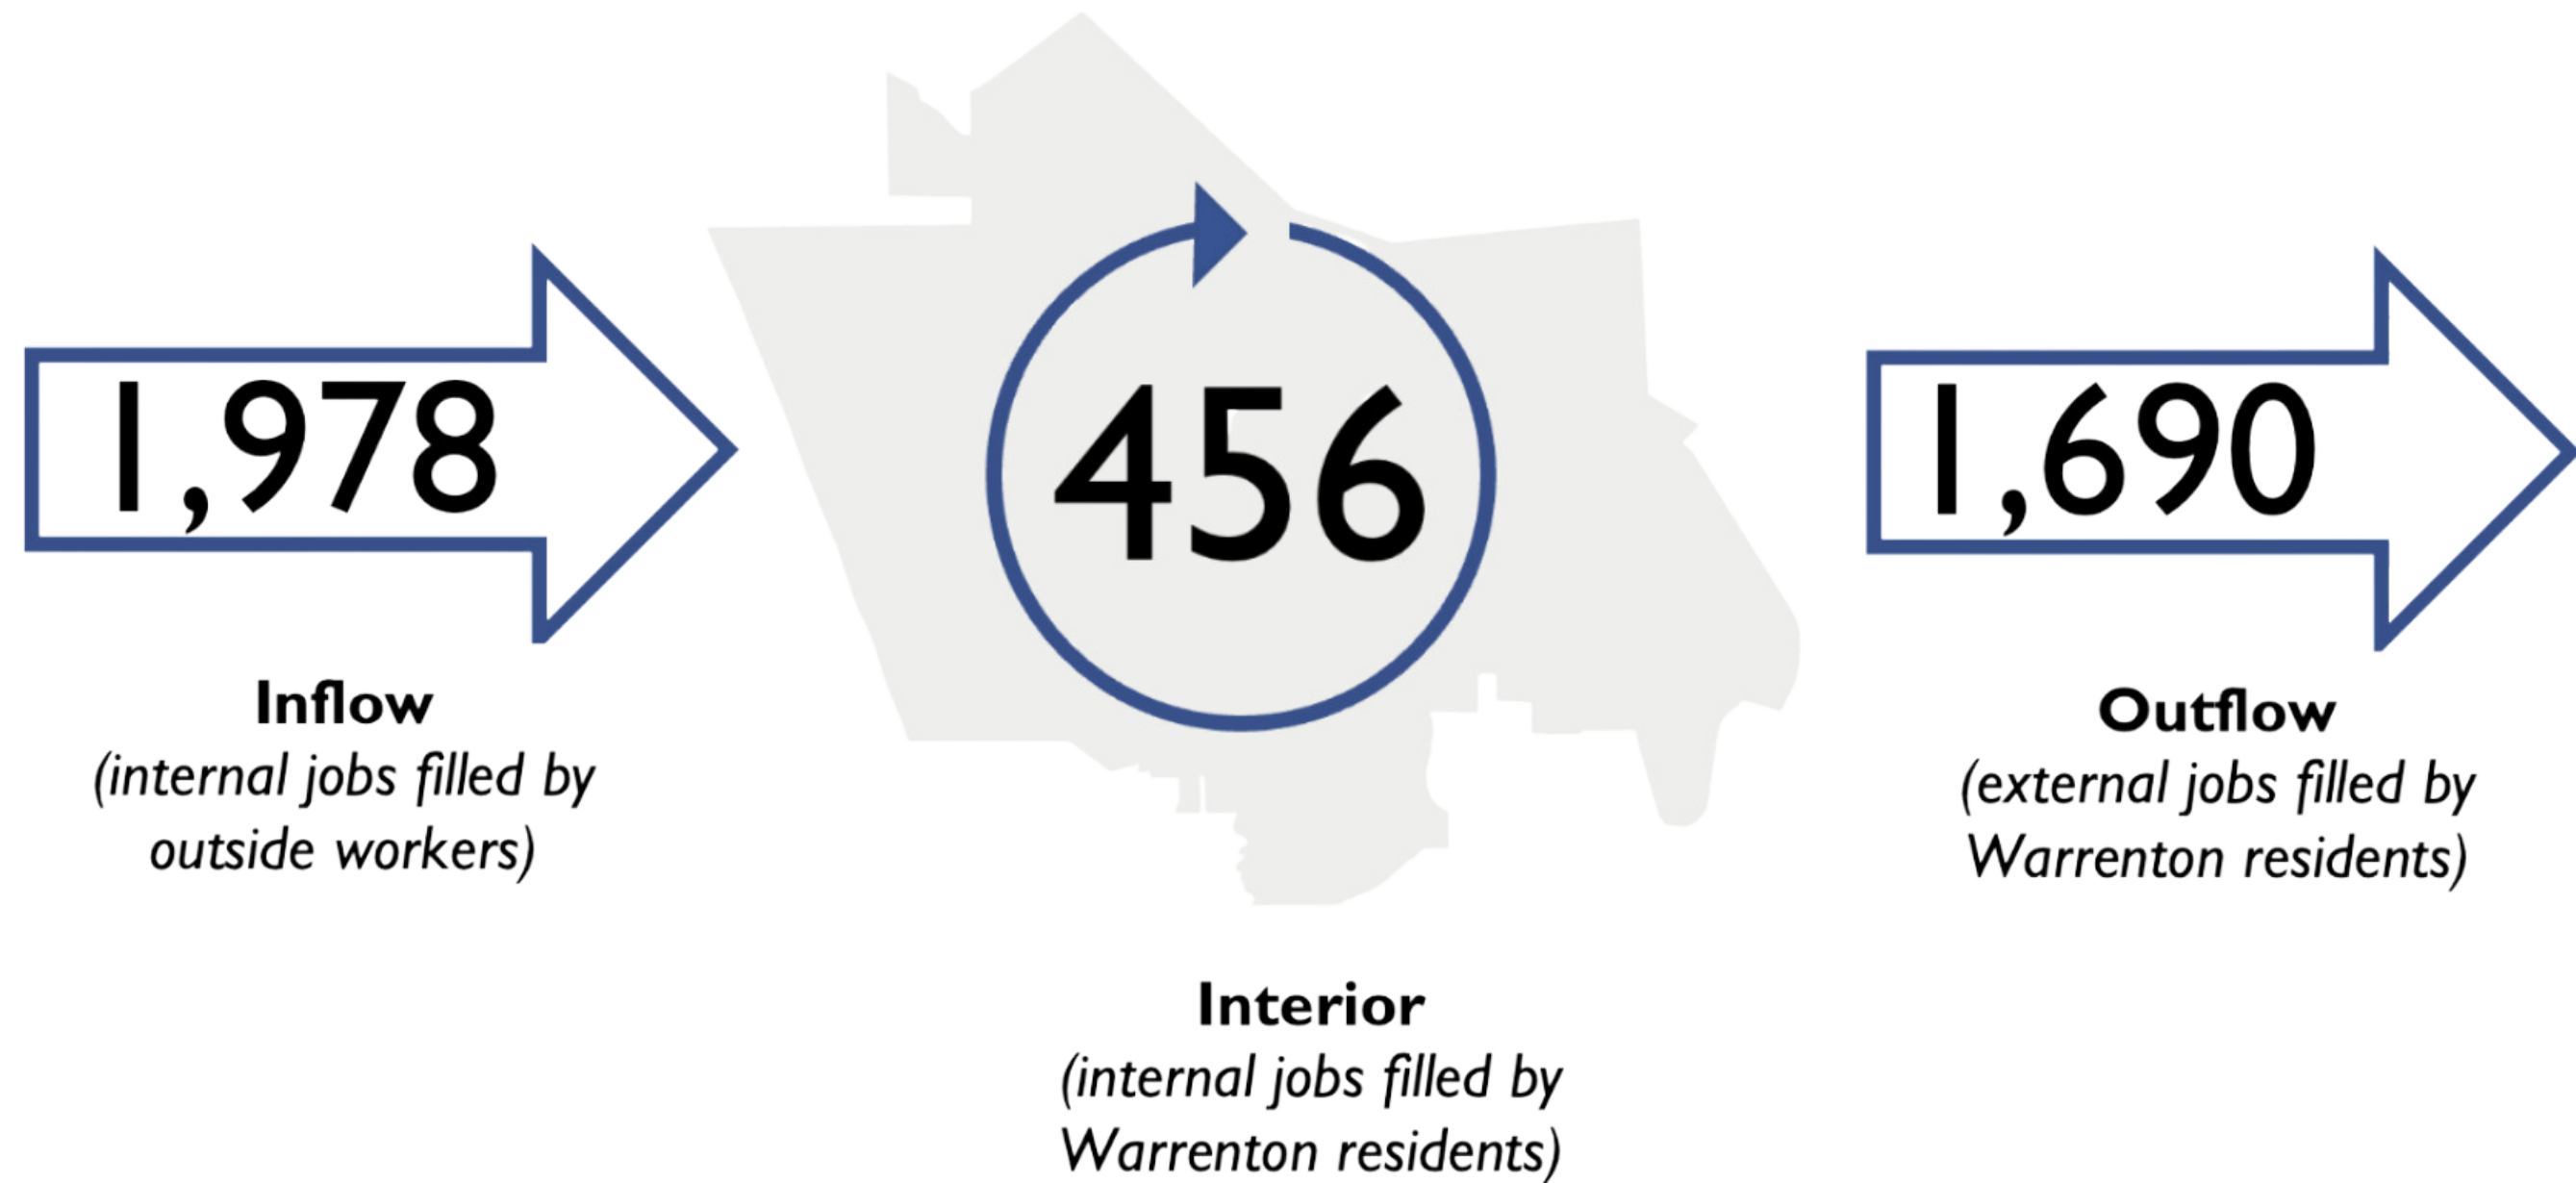 1,978
456
1,690
Inflow
(internal jobs filled by
outside workers)
Outflow
(external jobs filled by
Warrenton residents)
Interior
(internal jobs filled by
Warrenton residents)